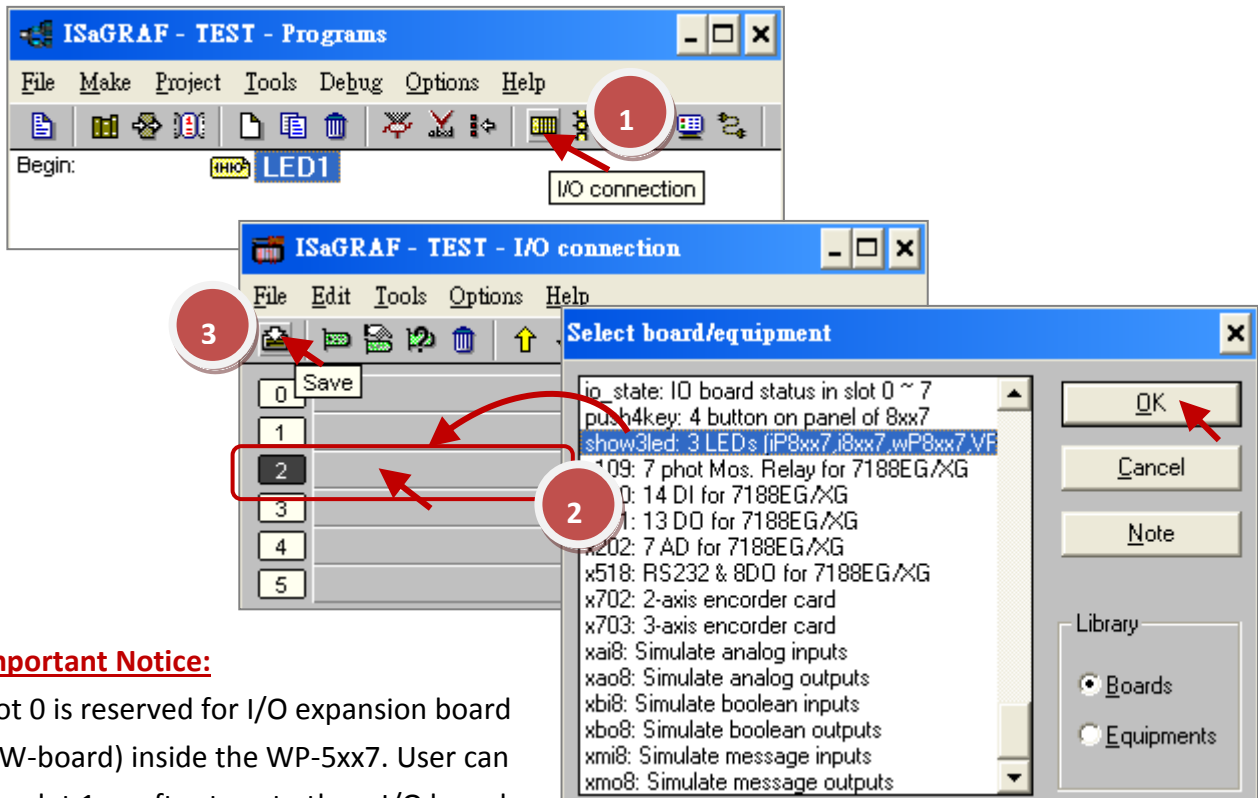 ISaGRAF - TEST - Programs
File Make Project Tools Debug Options Help
1
Begin: LED1
I/O connection
ISaGRAF - TEST - I/O connection
File Edit Tools Options Help
3
Save
0
1
2
3
4
5
2
Select board/equipment
io_state: IO board status in slot 0 ~ 7
push4key: 4 button on panel of 8xx7
show3led: 3 LEDs (iP8xx7,i8xx7,wP8xx7,VP
109: 7 phot Mos. Relay for 7188EG/XG
0: 14 DI for 7188EG/XG
1: 13 DO for 7188EG/XG
x202: 7 AD for 7188EG/XG
x518: RS232 & 8DO for 7188EG/XG
x702: 2-axis encorder card
x703: 3-axis encorder card
xai8: Simulate analog inputs
xao8: Simulate analog outputs
xbi8: Simulate boolean inputs
xbo8: Simulate boolean outputs
xmi8: Simulate message inputs
xmo8: Simulate message outputs
OK
Cancel
Note
Library
Boards
Equipments
mportant Notice:
ot 0 is reserved for I/O expansion board
W-board) inside the WP-5xx7. User can